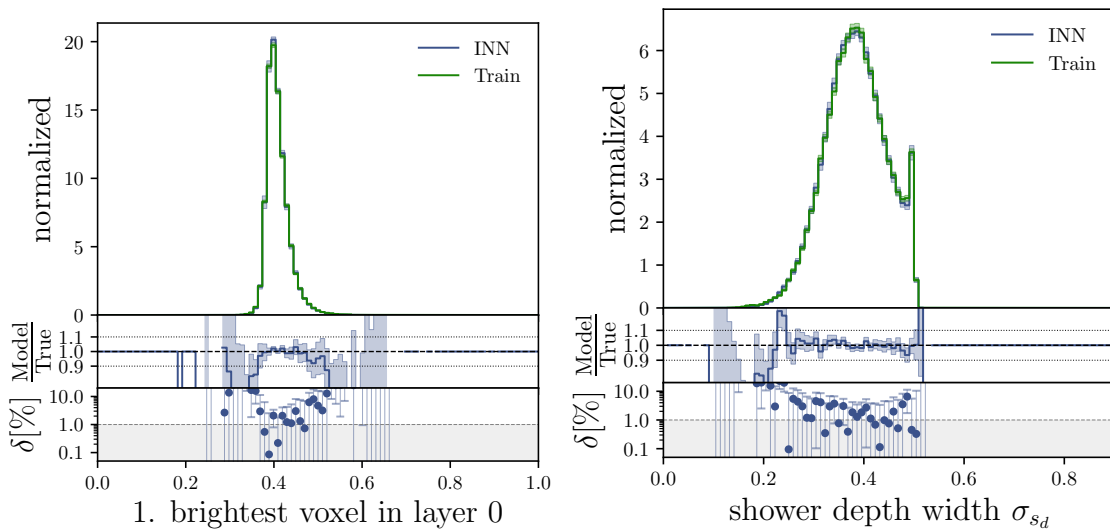 normalized
20
15
10
5
0
INN
Train
Model
True
1.1
1.0
0.9
δ[%]
10.0
1.0
0.1
0.0 0.2 0.4 0.6 0.8 1.0
1. brightest voxel in layer 0
normalized
6
5
4
3
2
1
0
INN
Train
Model
True
1.1
1.0
0.9
δ[%]
10.0
1.0
0.1
0.0 0.2 0.4 0.6 0.8
shower depth width σ_{s_d}